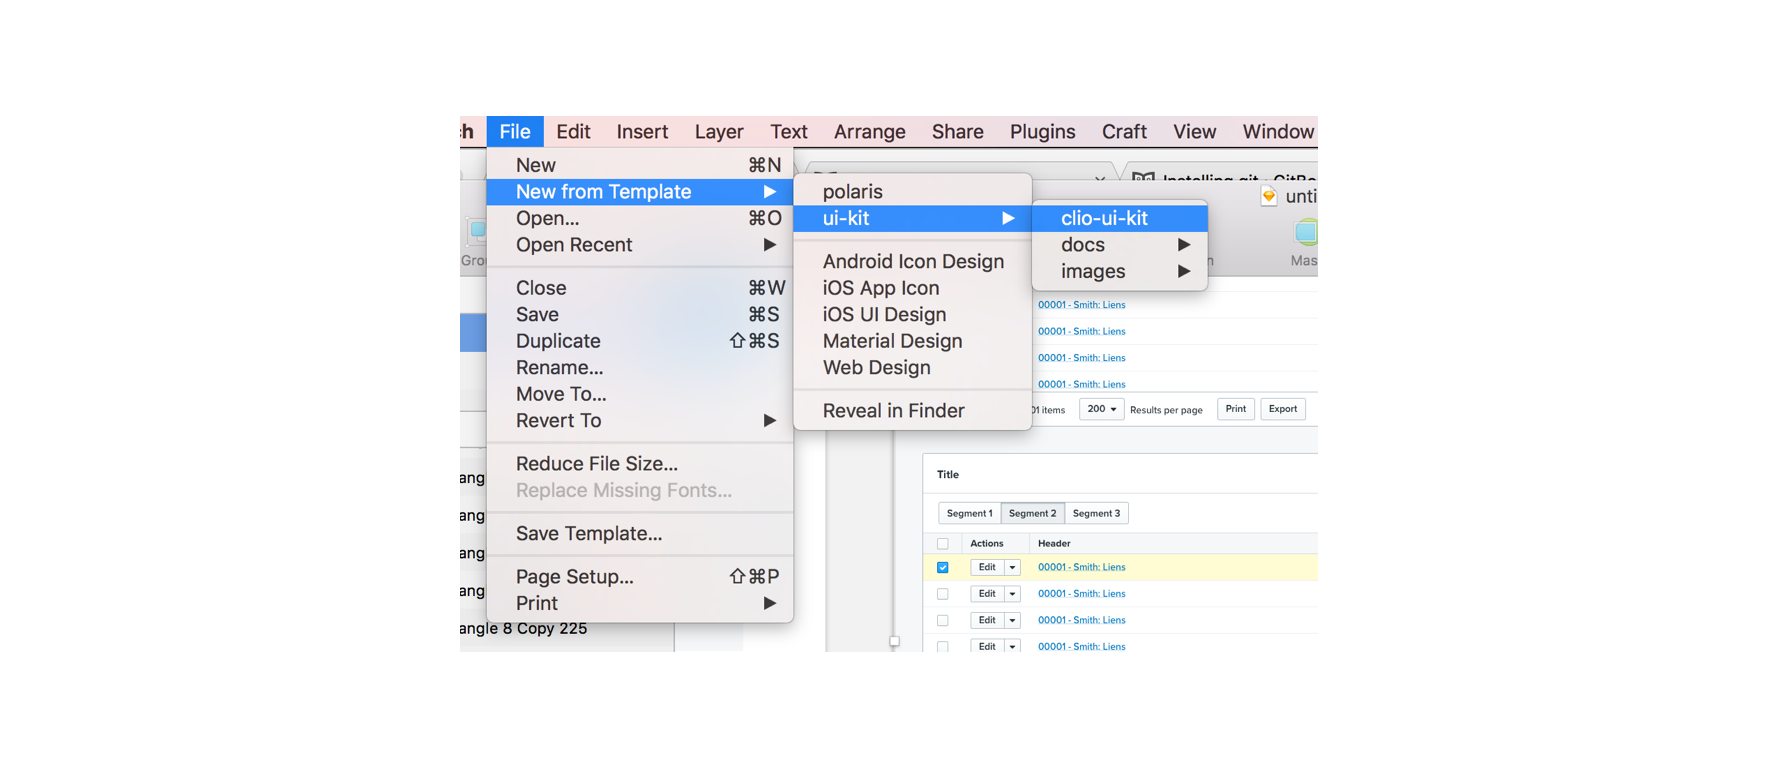 ch File Edit Insert Layer Text Arrange Share Plugins Craft View Window
New ⌘N
New from Template ▶
Open... ⌘O
Open Recent ▶
Close ⌘W
Save ⌘S
Duplicate ⇧⌘S
Rename...
Move To...
Revert To ▶
Reduce File Size...
Replace Missing Fonts...
Save Template...
Page Setup... ⇧⌘P
Print ▶
polaris
ui-kit ▶
Android Icon Design
iOS App Icon
iOS UI Design
Material Design
Web Design
Reveal in Finder
clio-ui-kit
docs ▶
images ▶
Installing git · GitBo
unti
Grou
Mas
00001 - Smith: Liens
00001 - Smith: Liens
00001 - Smith: Liens
00001 - Smith: Liens
01 items 200 Results per page Print Export
Title
Segment 1 Segment 2 Segment 3
Actions Header
Edit 00001 - Smith: Liens
Edit 00001 - Smith: Liens
Edit 00001 - Smith: Liens
Edit 00001 - Smith: Liens
ang
ang
ang
ang
angle 8 Copy 225